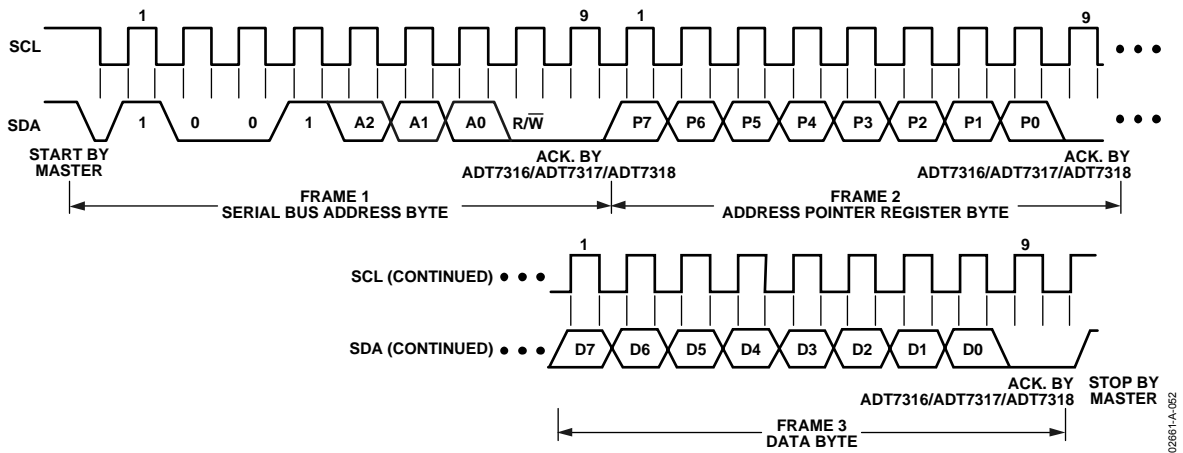 1 9 1 9
SCL
SDA 1 0 0 1 A2 A1 A0 R/W̅ P7 P6 P5 P4 P3 P2 P1 P0
START BY
MASTER
ACK. BY
ADT7316/ADT7317/ADT7318
ACK. BY
ADT7316/ADT7317/ADT7318
FRAME 1
SERIAL BUS ADDRESS BYTE
FRAME 2
ADDRESS POINTER REGISTER BYTE
1 9
SCL (CONTINUED)
SDA (CONTINUED) D7 D6 D5 D4 D3 D2 D1 D0
ACK. BY
ADT7316/ADT7317/ADT7318
STOP BY
MASTER
FRAME 3
DATA BYTE
02661-A-052